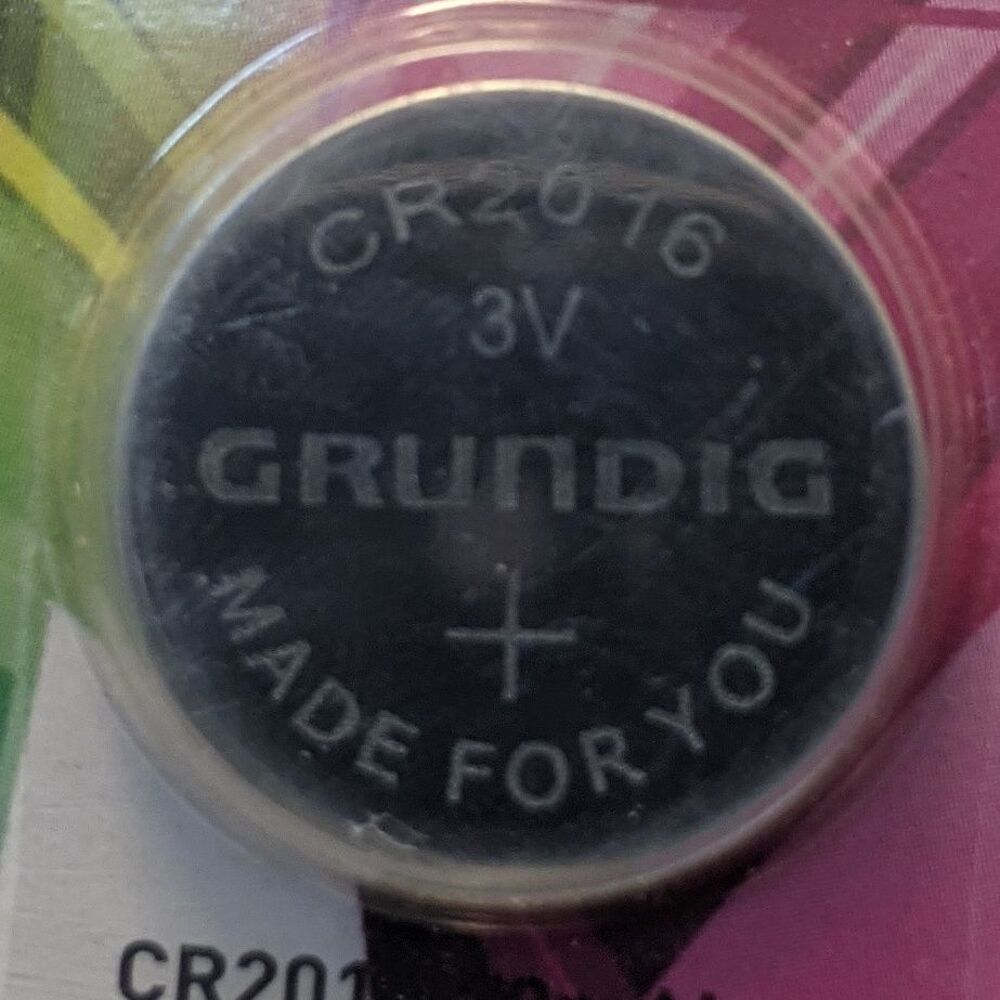 CR2016
3V
GRUNDIG
+
MADE FOR YOU